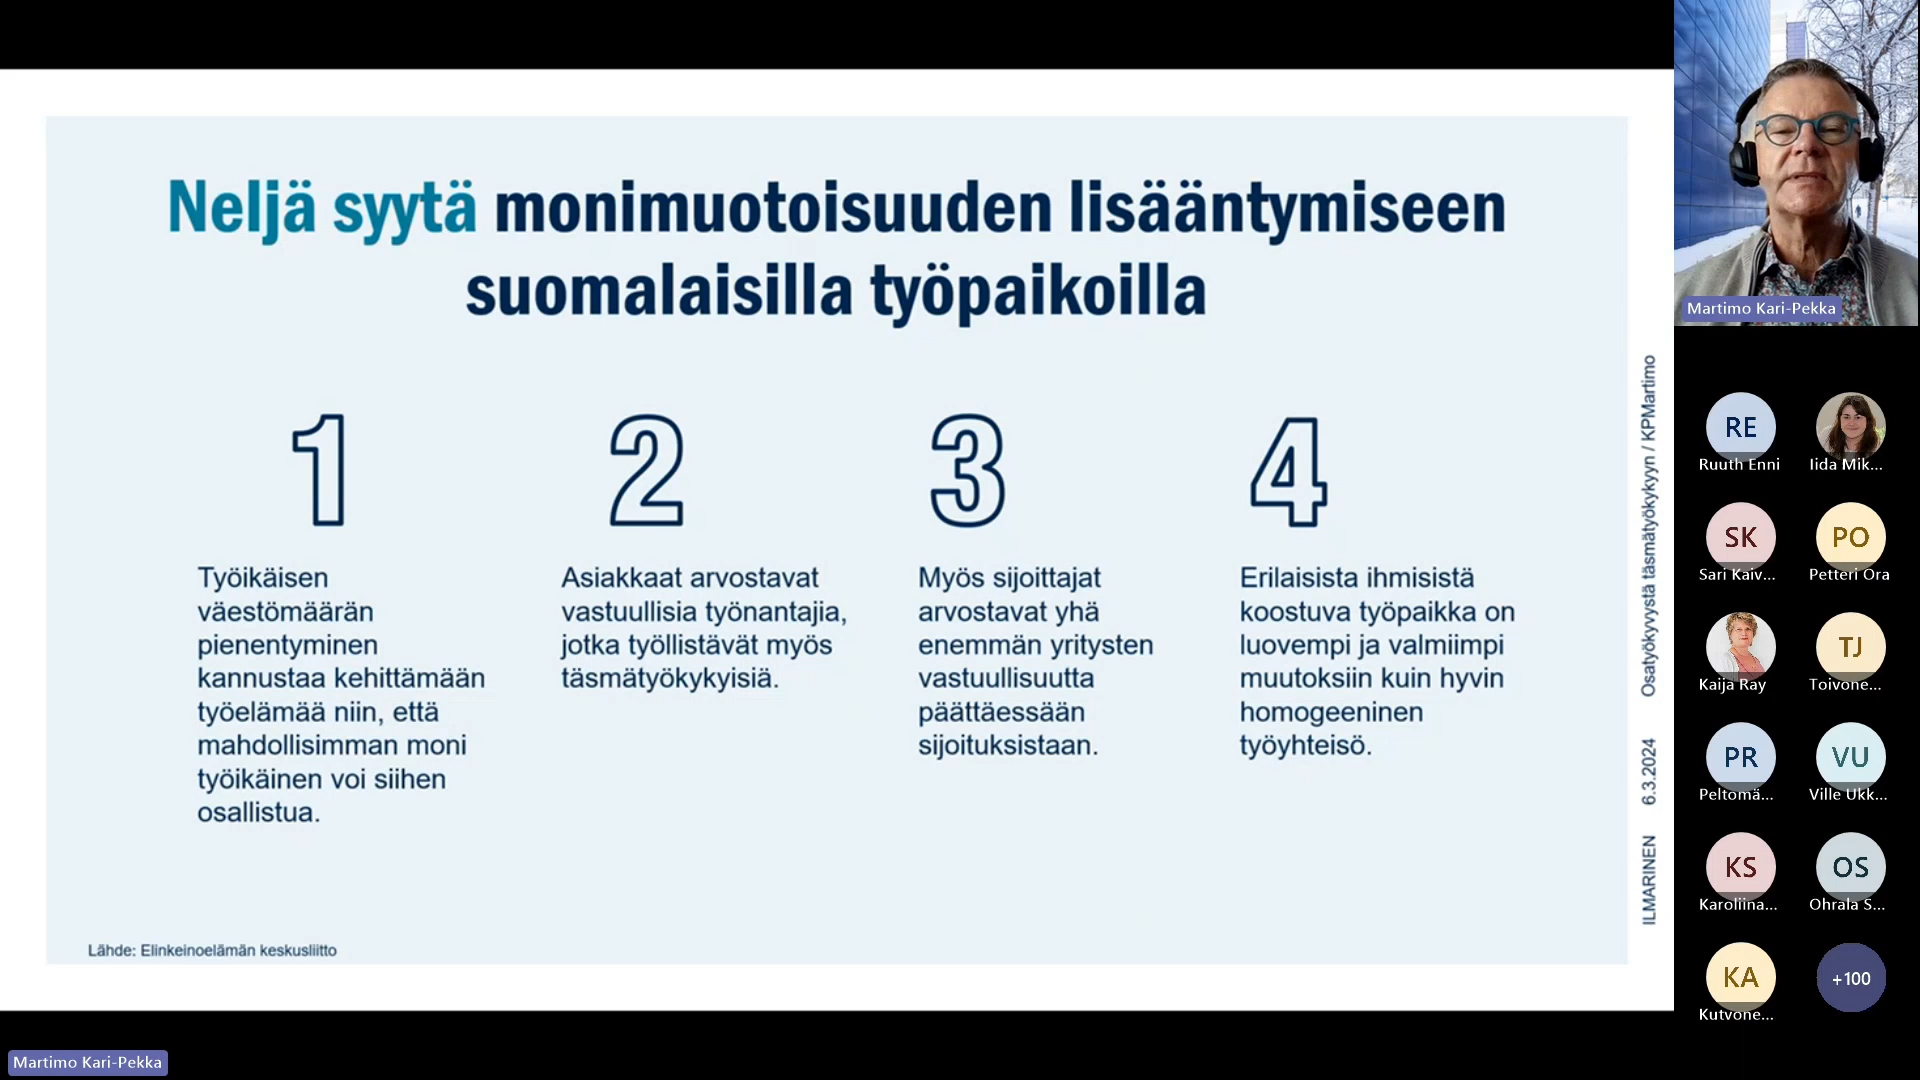 Neljä syytä monimuotoisuuden lisääntymiseen
suomalaisilla työpaikoilla
1
Työikäisen
väestömäärän
pienentyminen
kannustaa kehittämään
työelämää niin, että
mahdollisimman moni
työikäinen voi siihen
osallistua.
2
Asiakkaat arvostavat
vastuullisia työnantajia,
jotka työllistävät myös
täsmätyökykyisiä.
3
Myös sijoittajat
arvostavat yhä
enemmän yritysten
vastuullisuutta
päättäessään
sijoituksistaan.
4
Erilaisista ihmisistä
koostuva työpaikka on
luovempi ja valmiimpi
muutoksiin kuin hyvin
homogeeninen
työyhteisö.
Lähde: Elinkeinoelämän keskusliitto
ILMARINEN 6.3.2024 Osatyökyvystä täsmätyökykyyn / KPMartimo
Martimo Kari-Pekka
RE
Ruuth Enni
Iida Mik...
SK
Sari Kaiv...
PO
Petteri Ora
Kaija Ray
TJ
Toivone...
PR
Peltomä...
VU
Ville Ukk...
KS
Karoliina...
OS
Ohrala S...
KA
Kutvone...
+100
Martimo Kari-Pekka